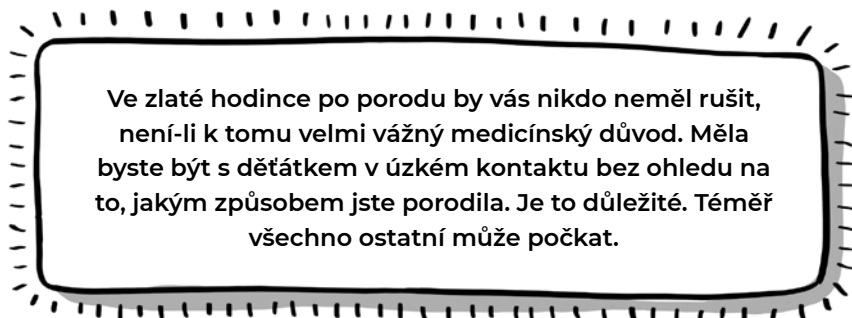 Ve zlaté hodince po porodu by vás nikdo neměl rušit,
není-li k tomu velmi vážný medicínský důvod. Měla
byste být s děťátkem v úzkém kontaktu bez ohledu na
to, jakým způsobem jste porodila. Je to důležité. Téměř
všechno ostatní může počkat.